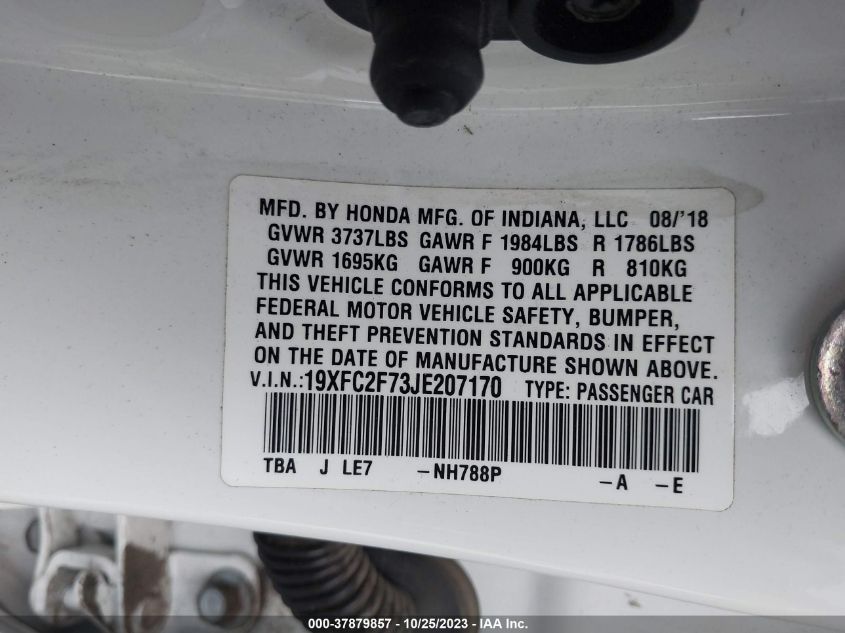 MFD. BY HONDA MFG. OF INDIANA, LLC 08/'18
GVWR 3737LBS GAWR F 1984LBS R 1786LBS
GVWR 1695KG GAWR F 900KG R 810KG
THIS VEHICLE CONFORMS TO ALL APPLICABLE
FEDERAL MOTOR VEHICLE SAFETY, BUMPER,
AND THEFT PREVENTION STANDARDS IN EFFECT
ON THE DATE OF MANUFACTURE SHOWN ABOVE.
V.I.N.:19XFC2F73JE207170 TYPE: PASSENGER CAR
TBA J LE7 -NH788P -A -E
000-37879857 | 10/25/2023 | IAA Inc.